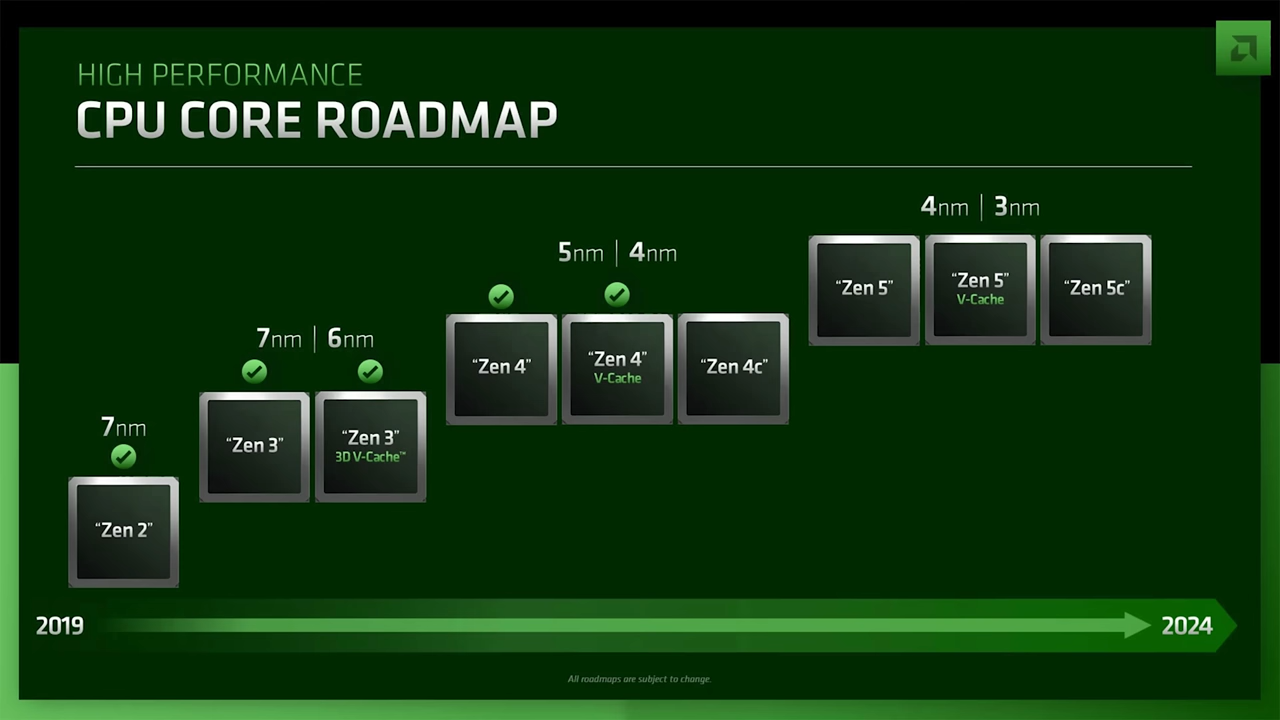 HIGH PERFORMANCE
CPU CORE ROADMAP
7nm
“Zen 2”
7nm | 6nm
“Zen 3”
“Zen 3”
3D V-Cache™
5nm | 4nm
“Zen 4”
“Zen 4”
V-Cache
“Zen 4c”
4nm | 3nm
“Zen 5”
“Zen 5”
V-Cache
“Zen 5c”
2019
2024
All roadmaps are subject to change.